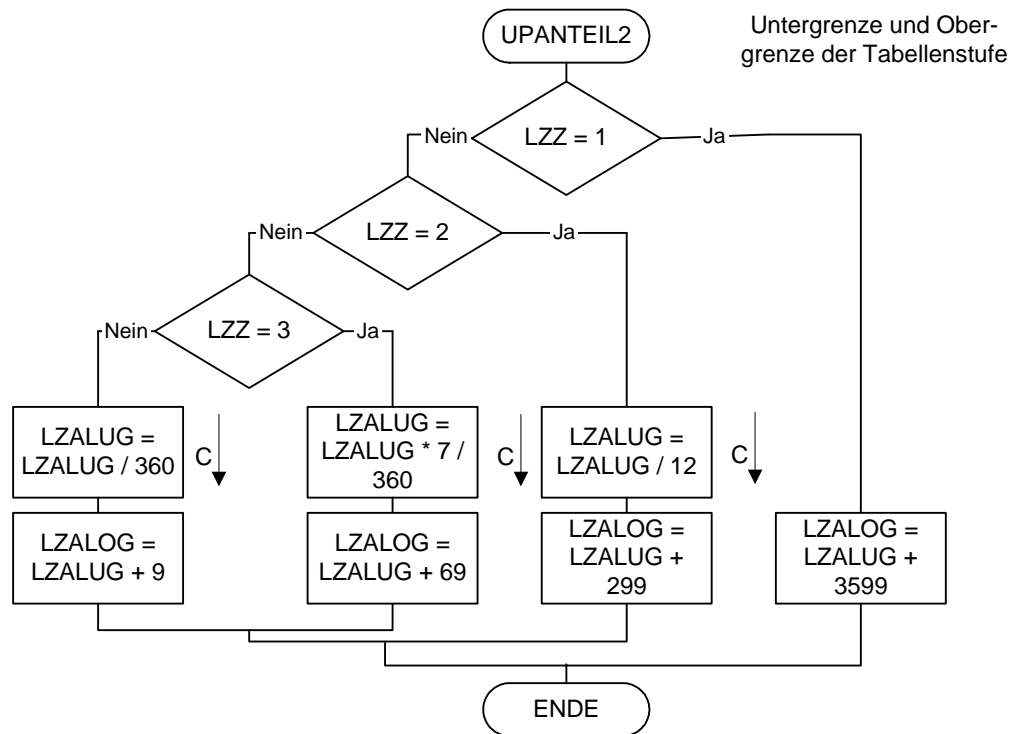 UPANTEIL2
Untergrenze und Ober-
grenze der Tabellenstufe
LZZ = 1
Nein
Ja
LZZ = 2
Nein
Ja
LZZ = 3
Nein
Ja
LZALUG =
LZALUG / 360
C
LZALUG =
LZALUG * 7 /
360
C
LZALUG =
LZALUG / 12
C
LZALOG =
LZALUG + 9
LZALOG =
LZALUG + 69
LZALOG =
LZALUG +
299
LZALOG =
LZALUG +
3599
ENDE